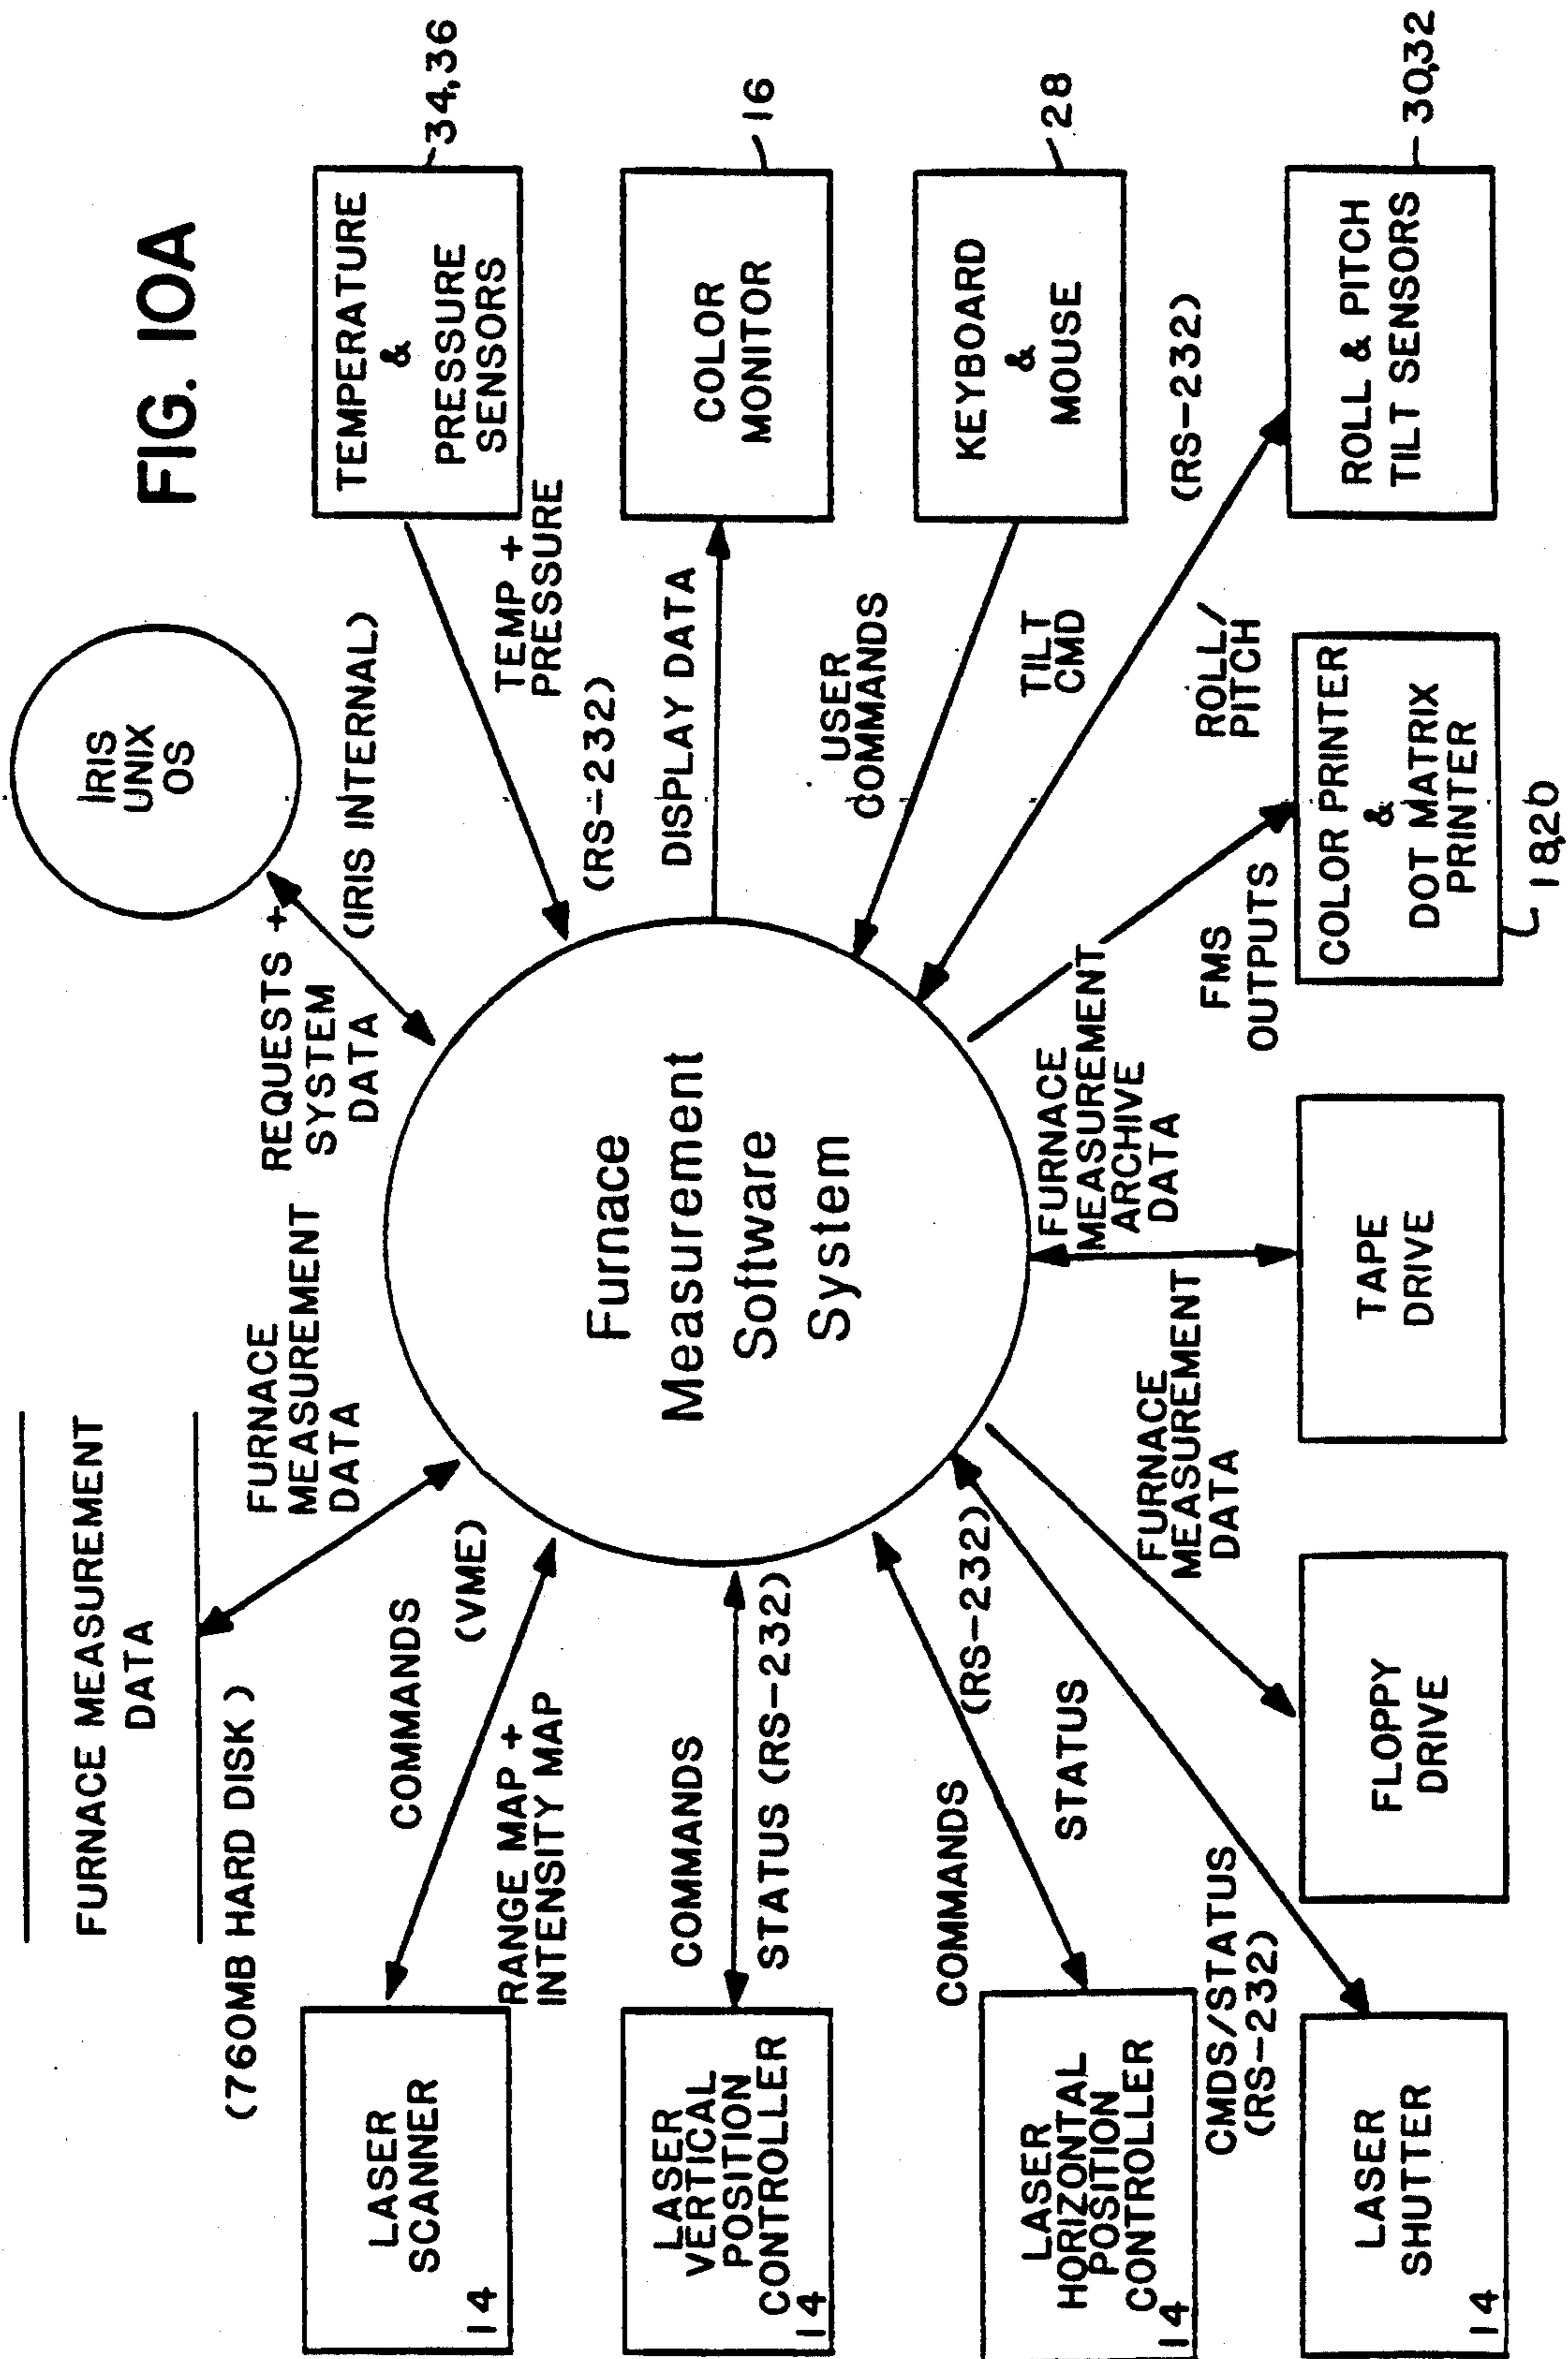 FIG. 10A
FURNACE MEASUREMENT
DATA
(760MB HARD DISK)
FURNACE
MEASUREMENT
DATA
IRIS
UNIX
OS
REQUESTS +
SYSTEM
DATA
(IRIS INTERNAL)
LASER
SCANNER
14
COMMANDS
(VME)
RANGE MAP +
INTENSITY MAP
LASER
VERTICAL
POSITION
CONTROLLER
14
COMMANDS
STATUS (RS-232)
LASER
HORIZONTAL
POSITION
CONTROLLER
14
COMMANDS
(RS-232)
STATUS
LASER
SHUTTER
14
CMDS/STATUS
(RS-232)
Furnace
Measurement
Software
System
TEMPERATURE
&
PRESSURE
SENSORS
34,36
TEMP +
PRESSURE
(RS-232)
COLOR
MONITOR
16
DISPLAY DATA
KEYBOARD
&
MOUSE
28
USER
COMMANDS
ROLL & PITCH
TILT SENSORS
30,32
TILT
CMD
(RS-232)
ROLL/
PITCH
FLOPPY
DRIVE
FURNACE
MEASUREMENT
DATA
TAPE
DRIVE
FURNACE
MEASUREMENT
ARCHIVE
DATA
COLOR PRINTER
&
DOT MATRIX
PRINTER
18,20
FMS
OUTPUTS